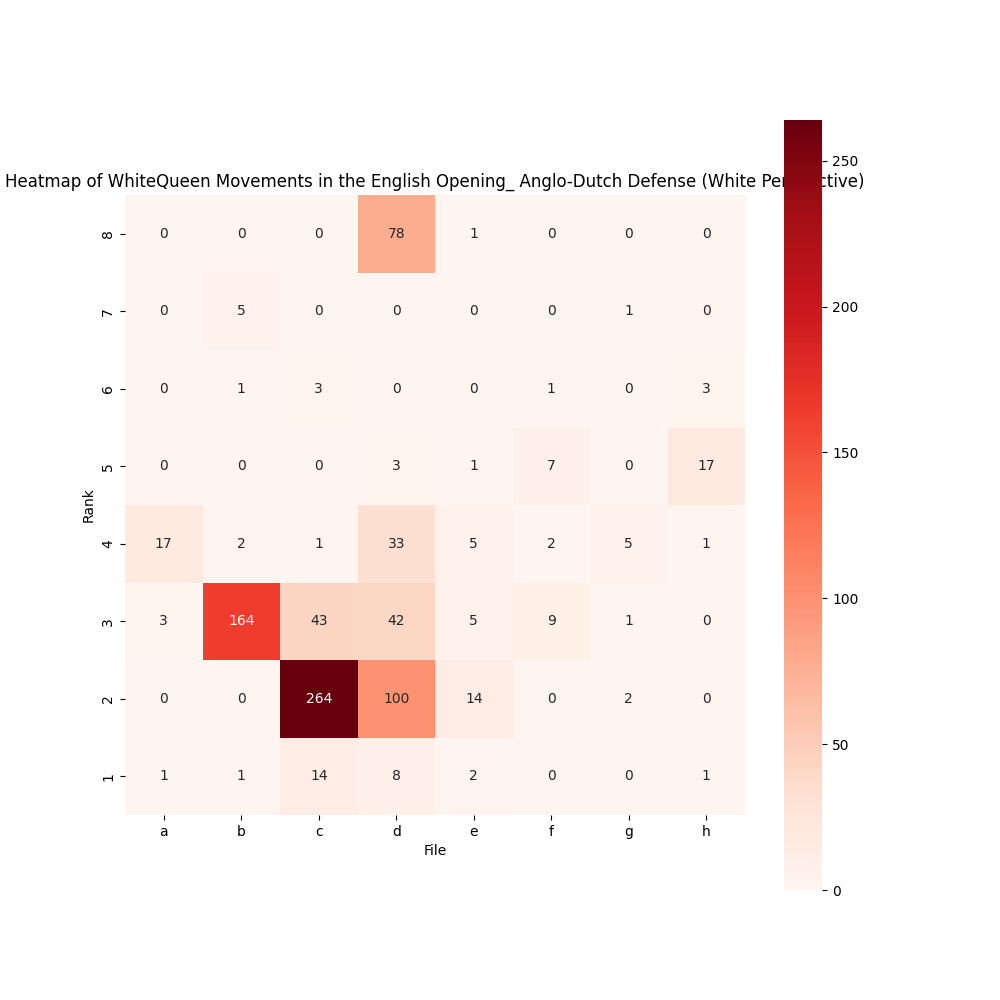 Heatmap of WhiteQueen Movements in the English Opening_ Anglo-Dutch Defense (White Perspective)
8 0 0 0 78 1 0 0 0
7 0 5 0 0 0 0 1 0
6 0 1 3 0 0 1 0 3
5 0 0 0 3 1 7 0 17
4 17 2 1 33 5 2 5 1
3 3 164 43 42 5 9 1 0
2 0 0 264 100 14 0 2 0
1 1 1 14 8 2 0 0 1
a b c d e f g h
File
Rank
250
200
150
100
50
0